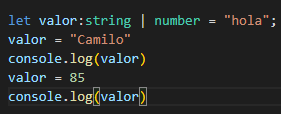 let valor:string | number = "hola";
valor = "Camilo"
console.log(valor)
valor = 85
console.log(valor)